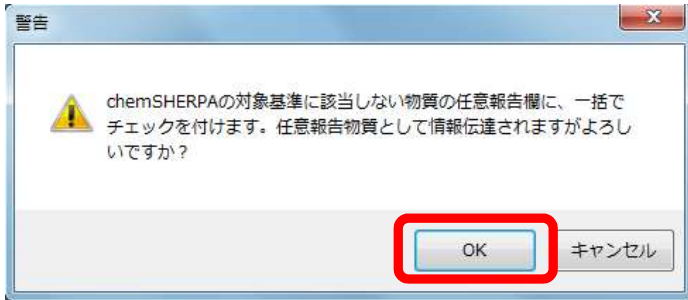 警告
chemSHERPAの対象基準に該当しない物質の任意報告欄に、一括で
チェックを付けます。任意報告物質として情報伝達されますがよろし
いですか？
OK
キャンセル